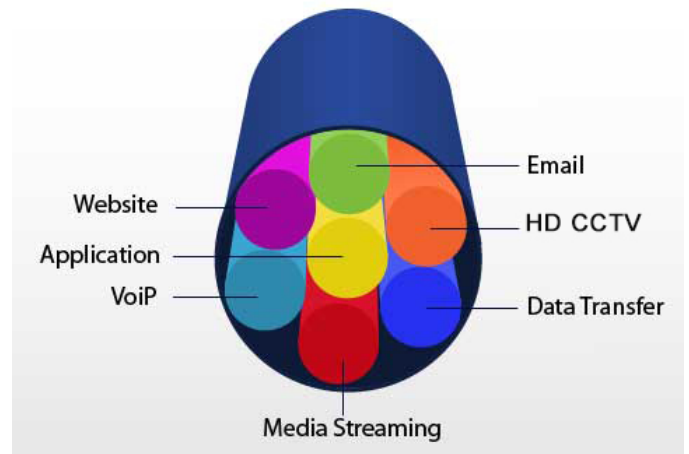 Email
Website
HD CCTV
Application
VoiP
Data Transfer
Media Streaming